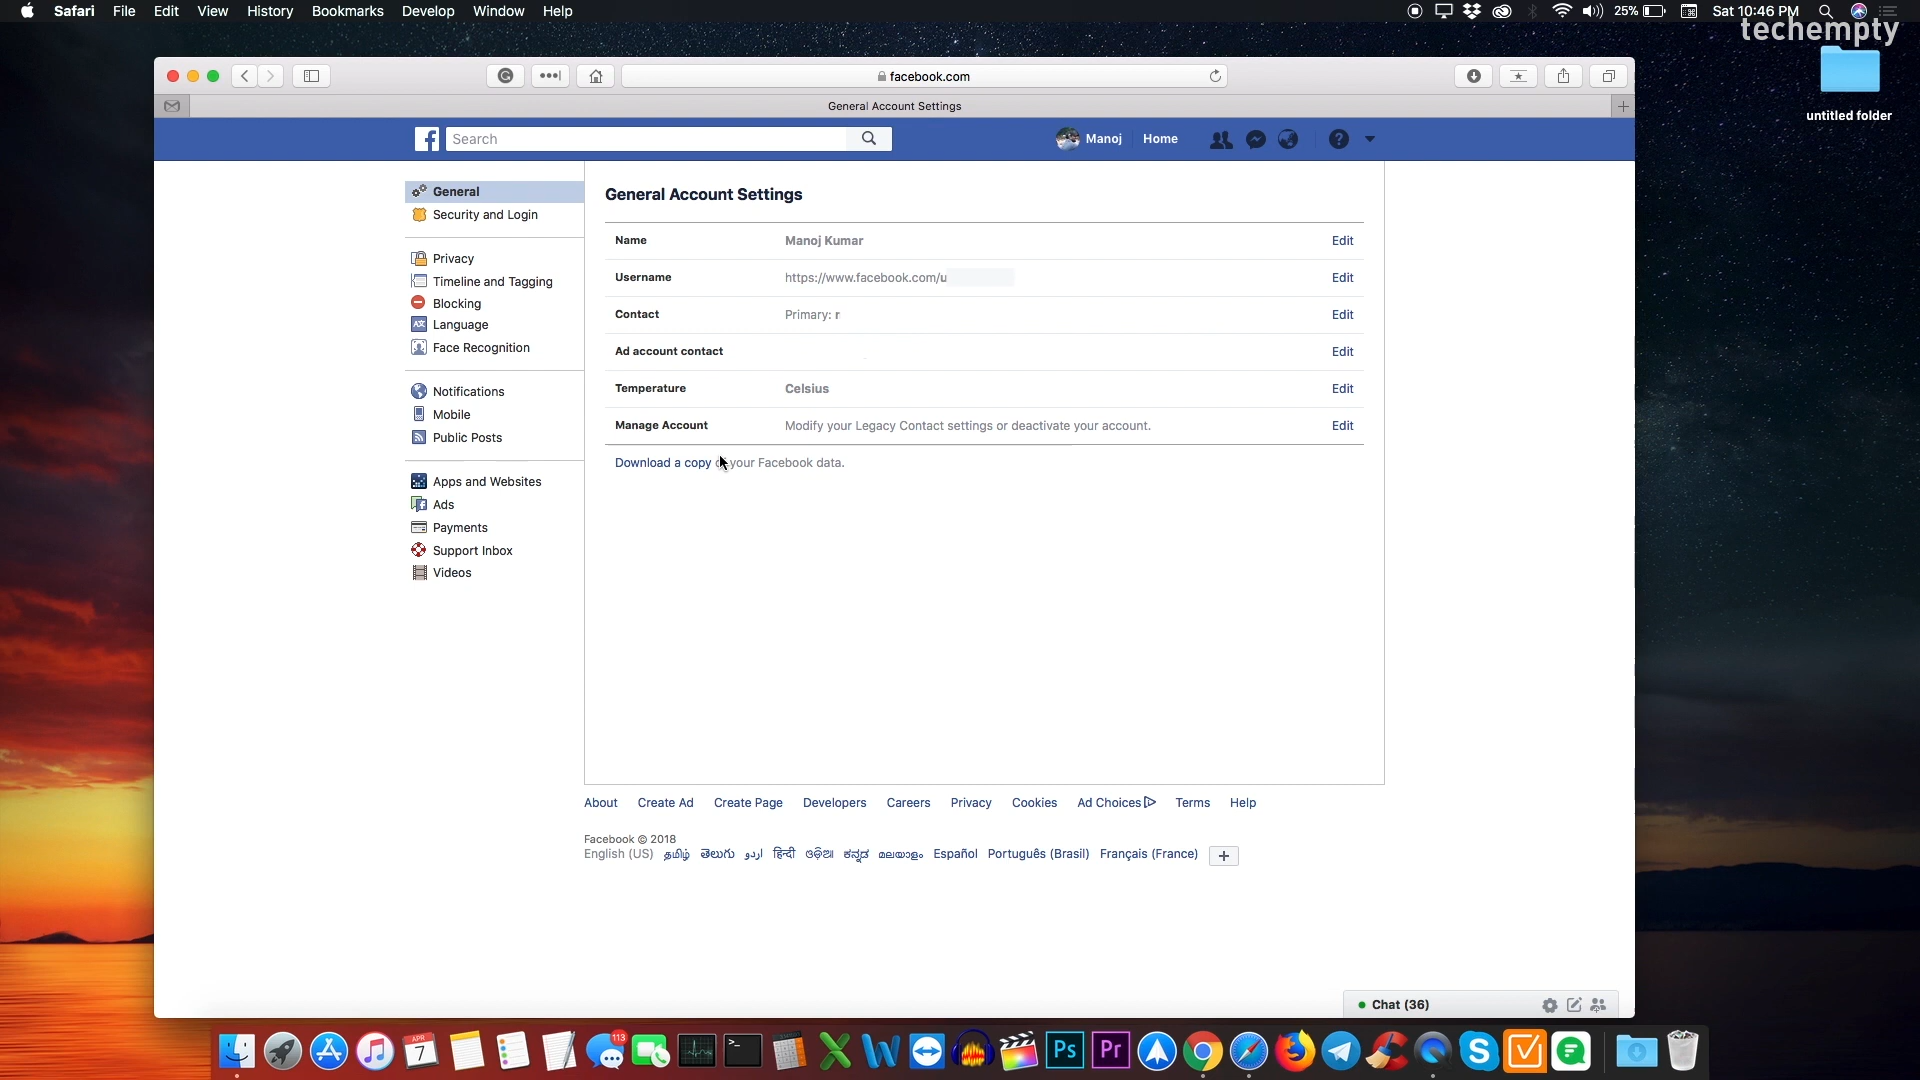 Safari File Edit View History Bookmarks Develop Window Help
25% Sat 10:46 PM
techempty
untitled folder
facebook.com
General Account Settings
Search
Manoj Home
General
Security and Login
Privacy
Timeline and Tagging
Blocking
Language
Face Recognition
Notifications
Mobile
Public Posts
Apps and Websites
Ads
Payments
Support Inbox
Videos
General Account Settings
Name Manoj Kumar Edit
Username https://www.facebook.com/u Edit
Contact Primary: r Edit
Ad account contact Edit
Temperature Celsius Edit
Manage Account Modify your Legacy Contact settings or deactivate your account. Edit
Download a copy your Facebook data.
About Create Ad Create Page Developers Careers Privacy Cookies Ad Choices Terms Help
Facebook © 2018
English (US) தமிழ் తెలుగు اردو हिन्दी ଓଡ଼ିଆ ಕನ್ನಡ മലയാളം Español Português (Brasil) Français (France)
Chat (36)
APR
7
113
Ps Pr